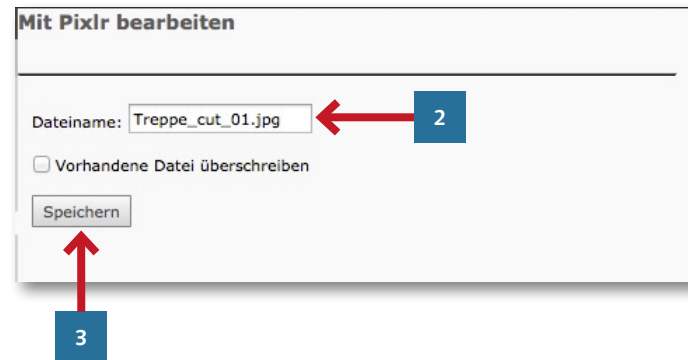 Mit Pixlr bearbeiten
Dateiname: Treppe_cut_01.jpg
2
Vorhandene Datei überschreiben
Speichern
3